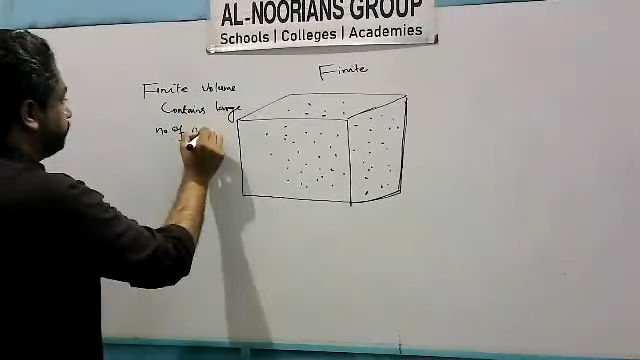 AL-NOORIANS GROUP
Schools | Colleges | Academies
Finite
Finite volume
Contains large
no of